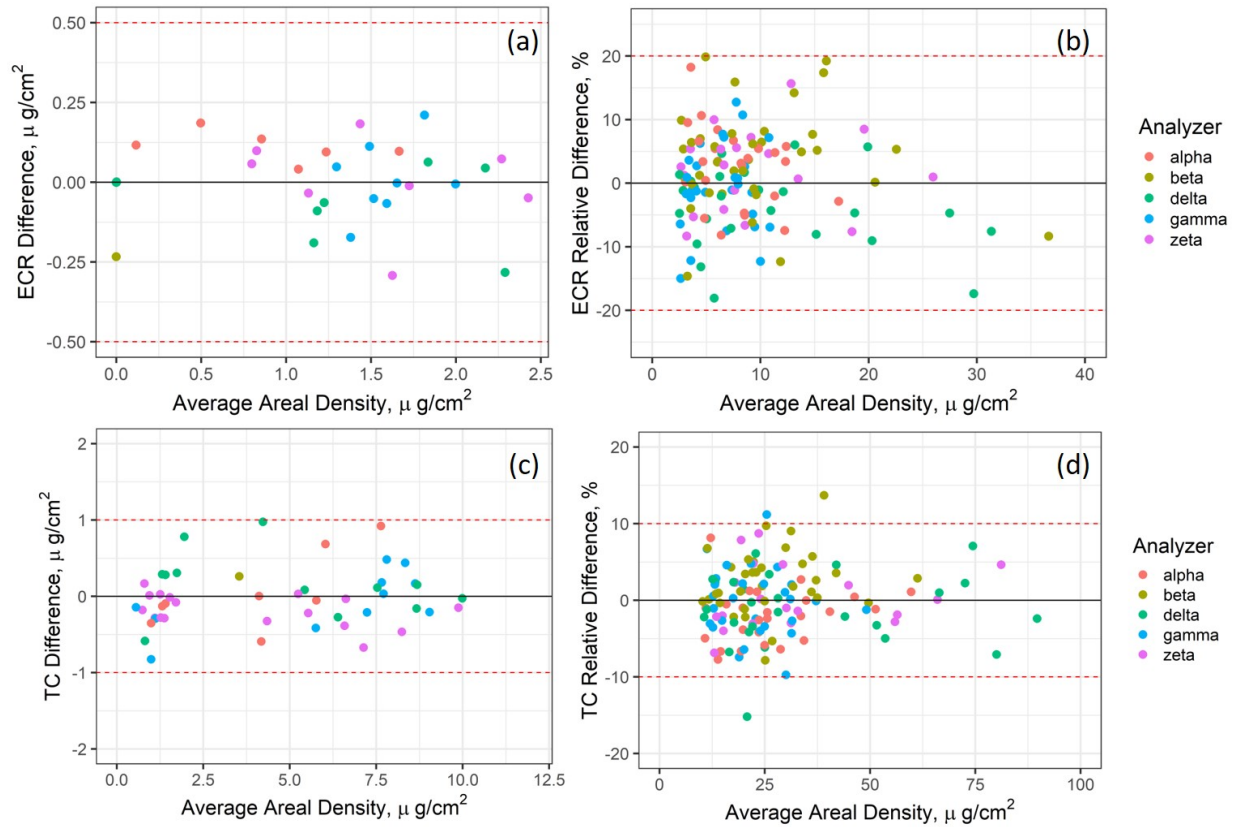 (a)
ECR Difference, μ g/cm²
0.50
0.25
0.00
-0.25
-0.50
0.0 0.5 1.0 1.5 2.0 2.5
Average Areal Density, μ g/cm²
(b)
ECR Relative Difference, %
20
10
0
-10
-20
0 10 20 30 40
Average Areal Density, μ g/cm²
Analyzer
alpha
beta
delta
gamma
zeta
(c)
TC Difference, μ g/cm²
2
1
0
-1
-2
0.0 2.5 5.0 7.5 10.0 12.5
Average Areal Density, μ g/cm²
(d)
TC Relative Difference, %
20
10
0
-10
-20
0 25 50 75 100
Average Areal Density, μ g/cm²
Analyzer
alpha
beta
delta
gamma
zeta